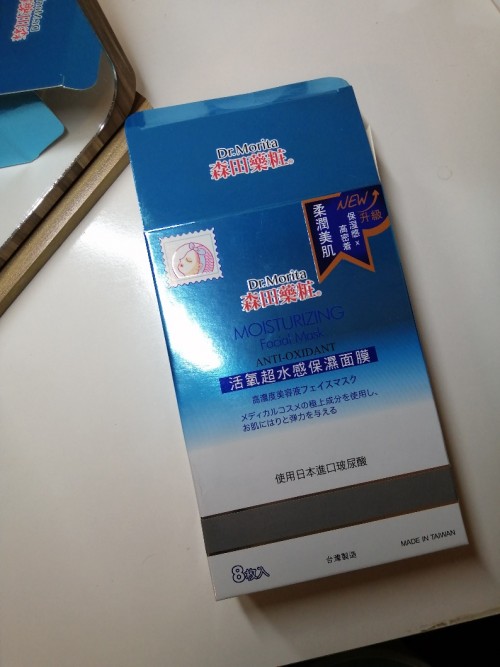 Dr.Morita
森田藥粧®
NEW
升級
保濕感x
高密着
柔潤美肌
Dr.Morita
森田藥粧®
MOISTURIZING
Facial Mask
ANTI-OXIDANT
活氧超水感保濕面膜
高濃度美容液フェイスマスク
メディカルコスメの極上成分を使用し、
お肌にはりと弾力を与える
使用日本進口玻尿酸
8枚入
台灣製造
MADE IN TAIWAN